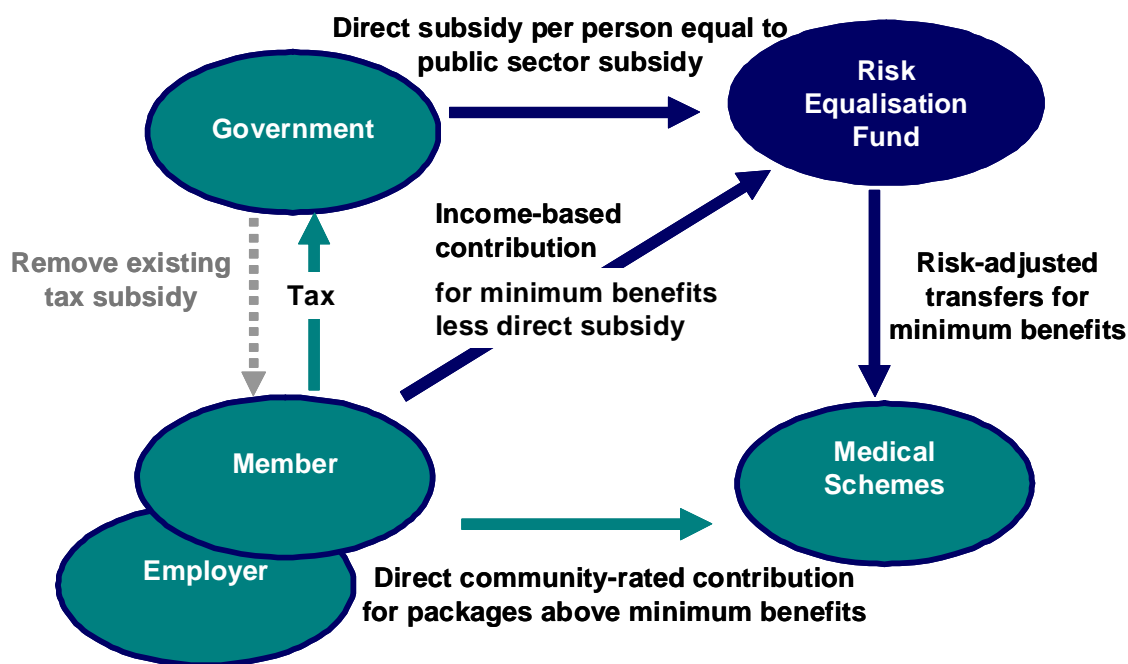 Direct subsidy per person equal to
public sector subsidy
Government
Risk
Equalisation
Fund
Remove existing
tax subsidy
Tax
Income-based
contribution
for minimum benefits
less direct subsidy
Risk-adjusted
transfers for
minimum benefits
Member
Medical
Schemes
Employer
Direct community-rated contribution
for packages above minimum benefits